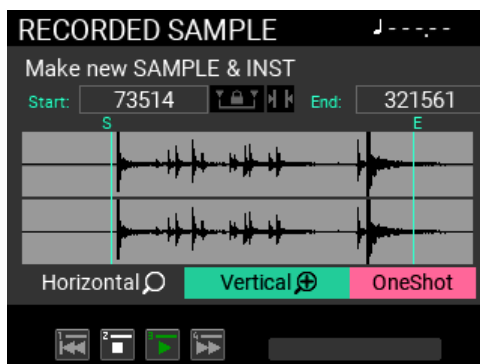 RECORDED SAMPLE ♩---.--
Make new SAMPLE & INST
Start: 73514 End: 321561
S E
Horizontal Vertical OneShot
1 2 3 4